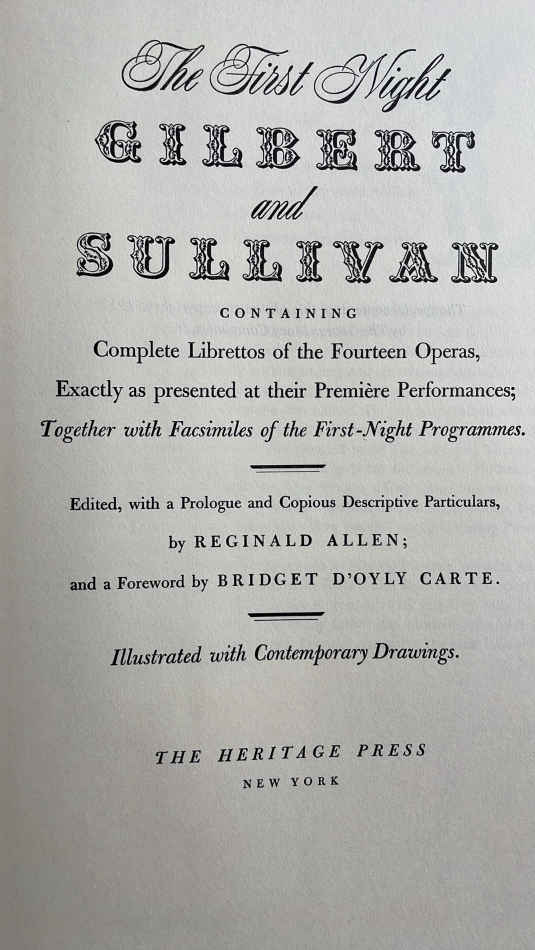 The First Night
GILBERT
and
SULLIVAN
CONTAINING
Complete Librettos of the Fourteen Operas,
Exactly as presented at their Première Performances;
Together with Facsimiles of the First-Night Programmes.
Edited, with a Prologue and Copious Descriptive Particulars,
by REGINALD ALLEN;
and a Foreword by BRIDGET D'OYLY CARTE.
Illustrated with Contemporary Drawings.
THE HERITAGE PRESS
NEW YORK